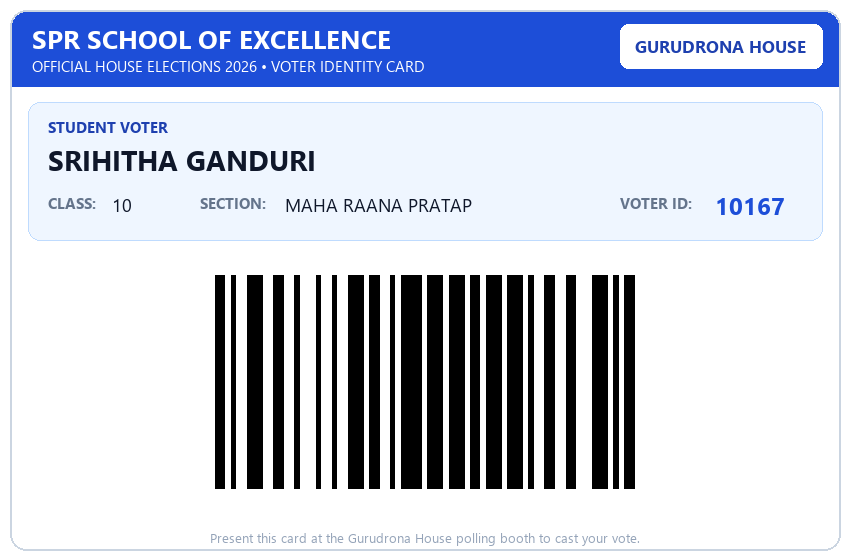 SPR SCHOOL OF EXCELLENCE
OFFICIAL HOUSE ELECTIONS 2026 • VOTER IDENTITY CARD
GURUDRONA HOUSE
STUDENT VOTER
SRIHITHA GANDURI
CLASS: 10 SECTION: MAHA RAANA PRATAP VOTER ID: 10167
Present this card at the Gurudrona House polling booth to cast your vote.